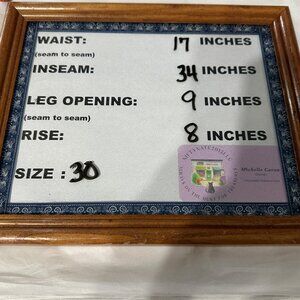 WAIST: 17 INCHES
(seam to seam)
INSEAM: 34 INCHES
LEG OPENING: 9 INCHES
(seam to seam)
RISE: 8 INCHES
SIZE : 30